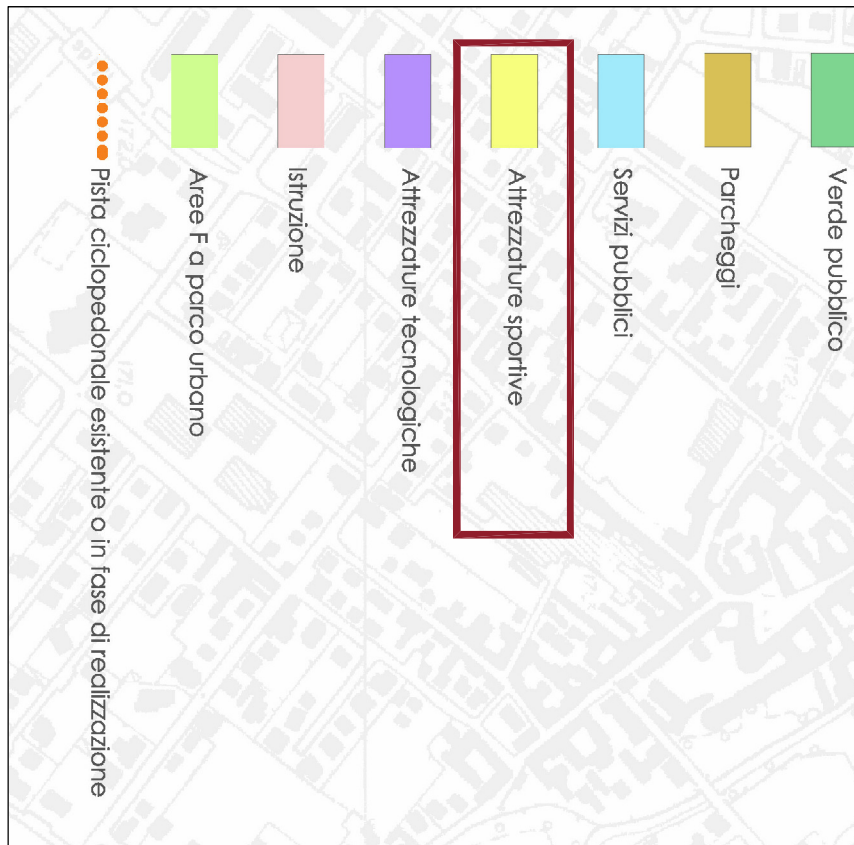 Verde pubblico
Parcheggi
Servizi pubblici
Attrezzature sportive
Attrezzature tecnologiche
Istruzione
Aree F a parco urbano
Pista ciclopedonale esistente o in fase di realizzazione